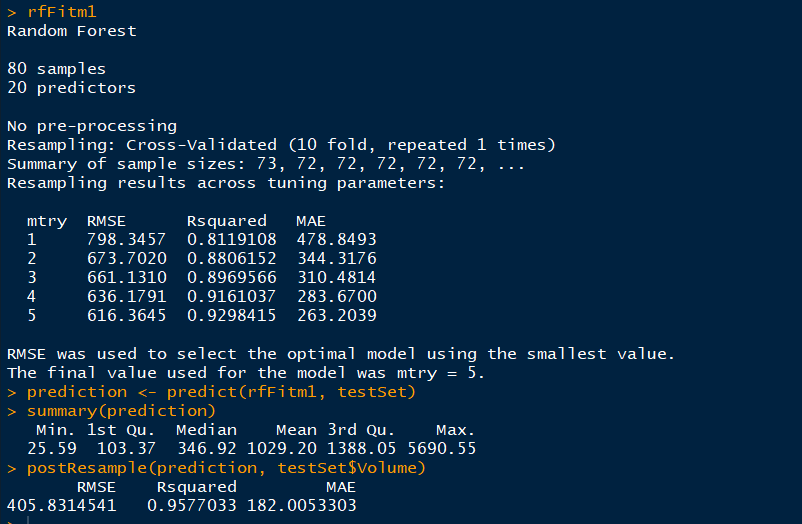 > rfFitm1
Random Forest

80 samples
20 predictors

No pre-processing
Resampling: Cross-Validated (10 fold, repeated 1 times)
Summary of sample sizes: 73, 72, 72, 72, 72, 72, ...
Resampling results across tuning parameters:

  mtry  RMSE      Rsquared   MAE
  1     798.3457  0.8119108  478.8493
  2     673.7020  0.8806152  344.3176
  3     661.1310  0.8969566  310.4814
  4     636.1791  0.9161037  283.6700
  5     616.3645  0.9298415  263.2039

RMSE was used to select the optimal model using the smallest value.
The final value used for the model was mtry = 5.
> prediction <- predict(rfFitm1, testSet)
> summary(prediction)
   Min. 1st Qu.  Median    Mean 3rd Qu.    Max.
  25.59  103.37  346.92 1029.20 1388.05 5690.55
> postResample(prediction, testSet$Volume)
       RMSE    Rsquared         MAE
405.8314541   0.9577033 182.0053303
>